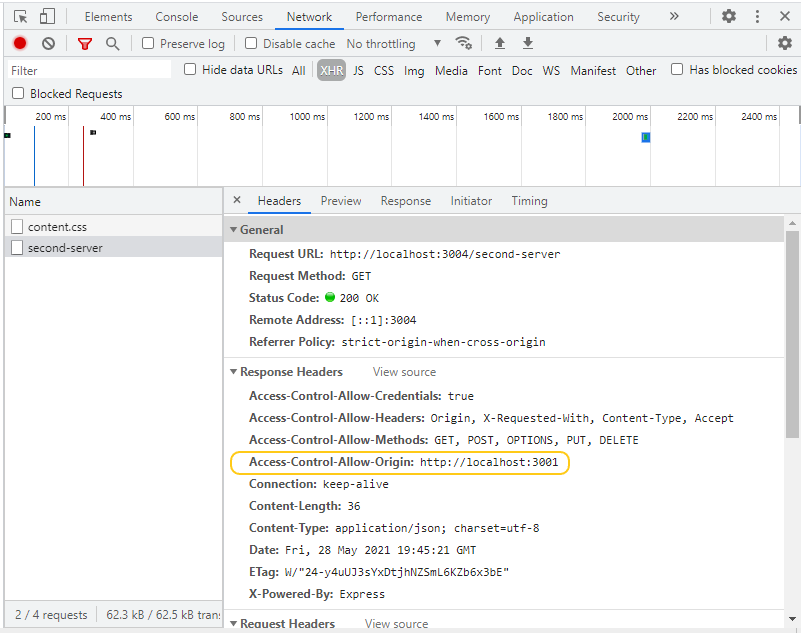 Elements Console Sources Network Performance Memory Application Security »
Preserve log Disable cache No throttling
Filter Hide data URLs All XHR JS CSS Img Media Font Doc WS Manifest Other Has blocked cookies
Blocked Requests
200 ms 400 ms 600 ms 800 ms 1000 ms 1200 ms 1400 ms 1600 ms 1800 ms 2000 ms 2200 ms 2400 ms
Name
content.css
second-server
2 / 4 requests 62.3 kB / 62.5 kB trans
× Headers Preview Response Initiator Timing
General
Request URL: http://localhost:3004/second-server
Request Method: GET
Status Code: 200 OK
Remote Address: [::1]:3004
Referrer Policy: strict-origin-when-cross-origin
Response Headers View source
Access-Control-Allow-Credentials: true
Access-Control-Allow-Headers: Origin, X-Requested-With, Content-Type, Accept
Access-Control-Allow-Methods: GET, POST, OPTIONS, PUT, DELETE
Access-Control-Allow-Origin: http://localhost:3001
Connection: keep-alive
Content-Length: 36
Content-Type: application/json; charset=utf-8
Date: Fri, 28 May 2021 19:45:21 GMT
ETag: W/"24-y4uUJ3sYxDtjhNZSmL6KZb6x3bE"
X-Powered-By: Express
Request Headers View source